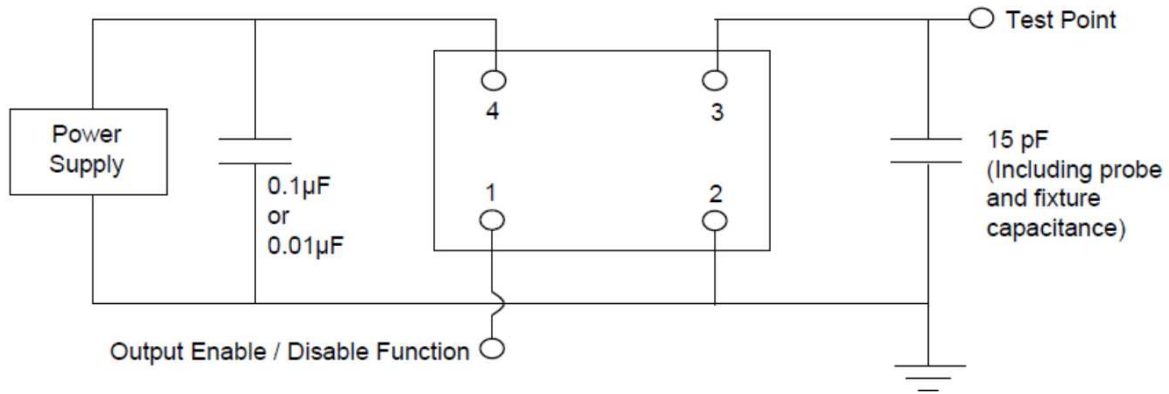 Test Point
4
3
Power
Supply
15 pF
(Including probe
and fixture
capacitance)
0.1µF
or
0.01µF
1
2
Output Enable / Disable Function